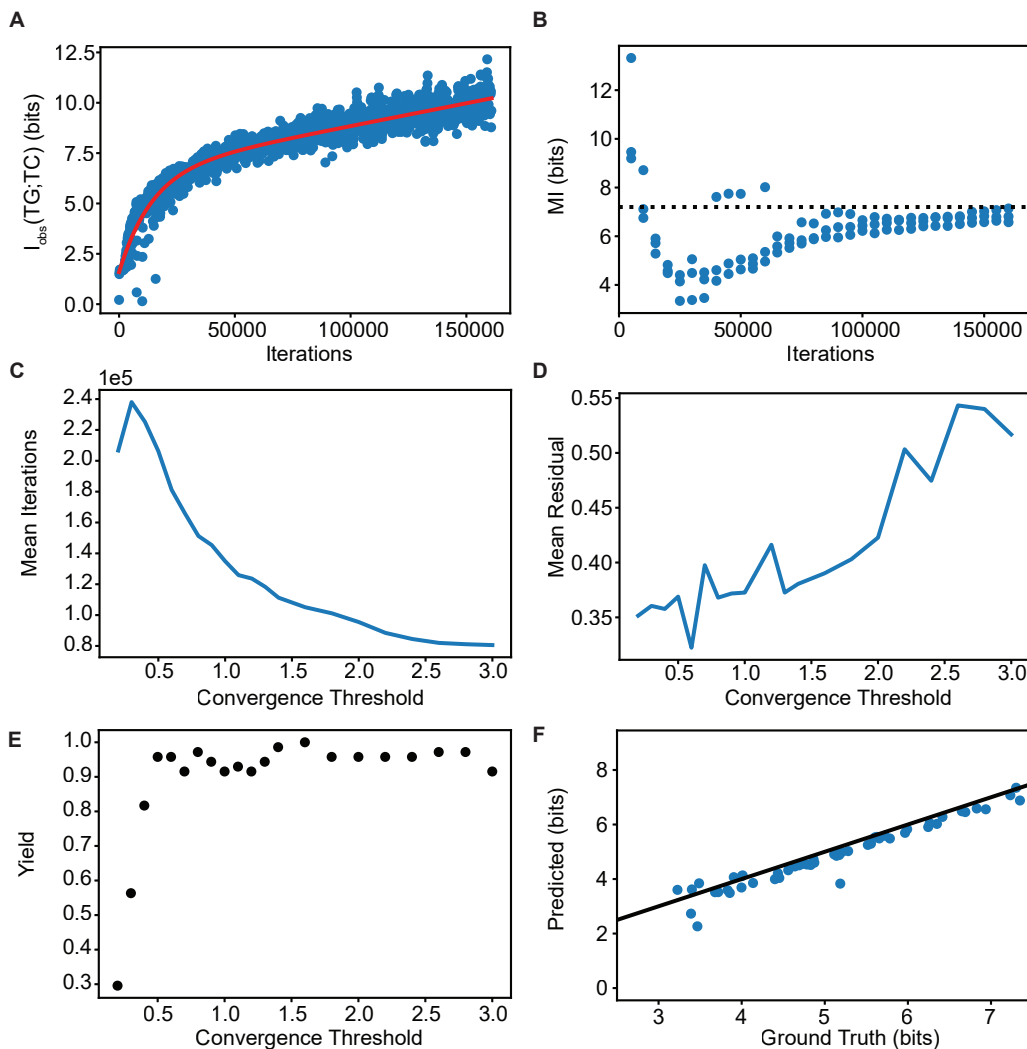 A
I_obs(TG;TC) (bits)
12.5
10.0
7.5
5.0
2.5
0.0
0 50000 100000 150000
Iterations
B
MI (bits)
12
10
8
6
4
0 50000 100000 150000
Iterations
C
1e5
Mean Iterations
2.4
2.2
2.0
1.8
1.6
1.4
1.2
1.0
0.8
0.5 1.0 1.5 2.0 2.5 3.0
Convergence Threshold
D
Mean Residual
0.55
0.50
0.45
0.40
0.35
0.5 1.0 1.5 2.0 2.5 3.0
Convergence Threshold
E
Yield
1.0
0.9
0.8
0.7
0.6
0.5
0.4
0.3
0.5 1.0 1.5 2.0 2.5 3.0
Convergence Threshold
F
Predicted (bits)
8
6
4
2
0
3 4 5 6 7
Ground Truth (bits)